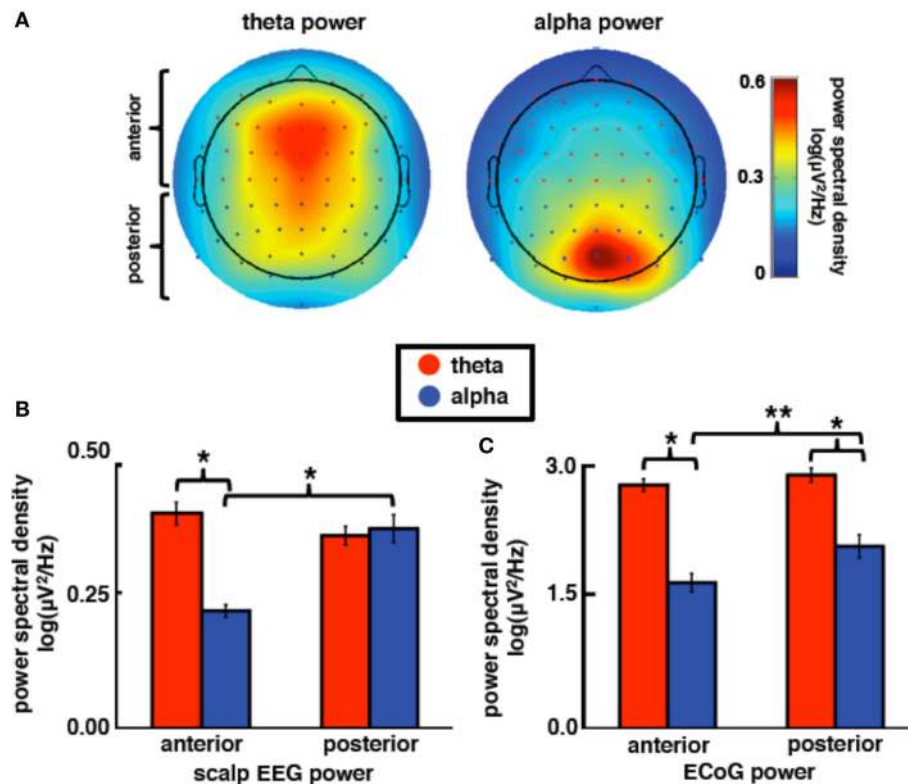 A
theta power
alpha power
anterior
posterior
0.6
0.3
0
power spectral density
log(μV²/Hz)
theta
alpha
B
0.50
0.25
0.00
power spectral density
log(μV²/Hz)
*
*
anterior
posterior
scalp EEG power
C
3.0
1.5
0.0
power spectral density
log(μV²/Hz)
*
**
*
anterior
posterior
ECoG power